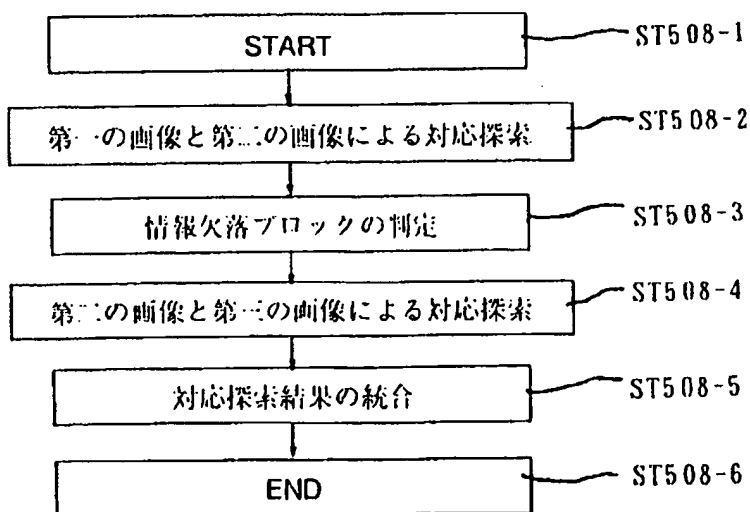 START
ST508-1
第一の画像と第二の画像による対応探索
ST508-2
情報欠落ブロックの判定
ST508-3
第二の画像と第三の画像による対応探索
ST508-4
対応探索結果の統合
ST508-5
END
ST508-6